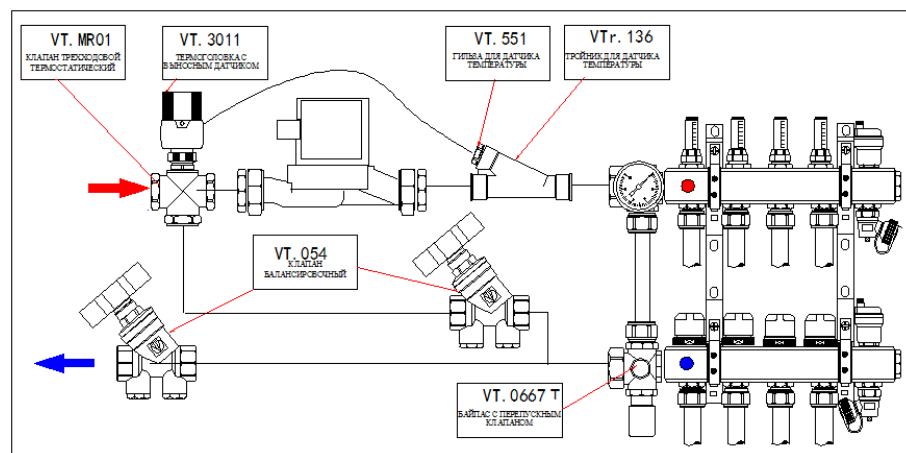 VT. MR01
КЛАПАН ТРЕХХОДОВОЙ
ТЕРМОСТАТИЧЕСКИЙ
VT. 3011
ТЕРМОГОЛОВКА С
ВЫНОСНЫМ ДАТЧИКОМ
VT. 551
ГИЛЬЗА ДЛЯ ДАТЧИКА
ТЕМПЕРАТУРЫ
VTr. 136
ТРОЙНИК ДЛЯ ДАТЧИКА
ТЕМПЕРАТУРЫ
VT. 054
КЛАПАН
БАЛАНСИРОВОЧНЫЙ
VT. 0667 T
БАЙПАС С ПЕРЕПУСКНЫМ
КЛАПАНОМ